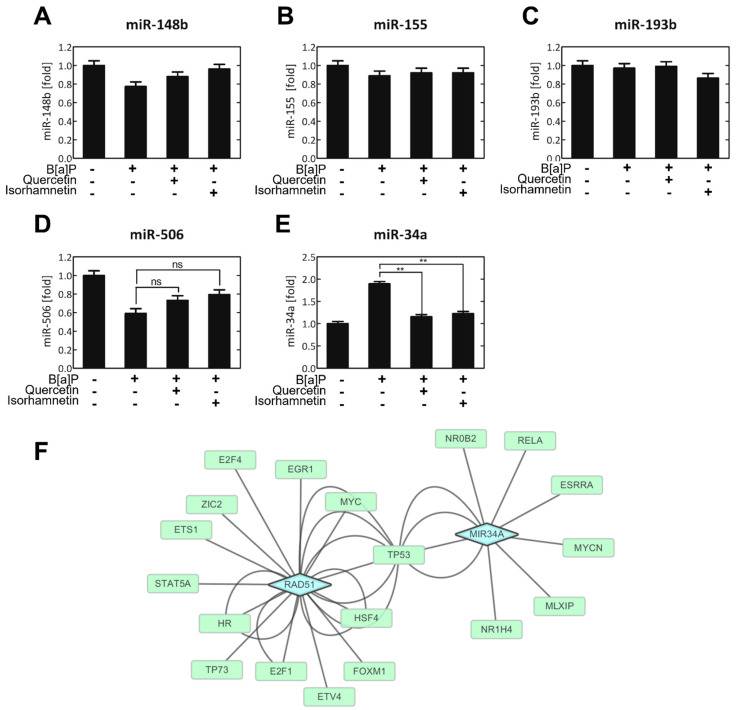 A
miR-148b
miR-148b [fold]
1.2
1.0
0.8
0.6
0.4
0.2
0.0
B[a]P - + + +
Quercetin - - + -
Isorhamnetin - - - +
B
miR-155
miR-155 [fold]
1.2
1.0
0.8
0.6
0.4
0.2
0.0
B[a]P - + + +
Quercetin - - + -
Isorhamnetin - - - +
C
miR-193b
miR-193b [fold]
1.2
1.0
0.8
0.6
0.4
0.2
0.0
B[a]P - + + +
Quercetin - - + -
Isorhamnetin - - - +
D
miR-506
miR-506 [fold]
1.2
1.0
0.8
0.6
0.4
0.2
0.0
ns
ns
B[a]P - + + +
Quercetin - - + -
Isorhamnetin - - - +
E
miR-34a
miR-34a [fold]
2.5
2.0
1.5
1.0
0.5
0.0
**
**
B[a]P - + + +
Quercetin - - + -
Isorhamnetin - - - +
F
E2F4
EGR1
ZIC2
MYC
ETS1
TP53
STAT5A
RAD51
HR
HSF4
TP73
E2F1
FOXM1
ETV4
NR0B2
RELA
ESRRA
MIR34A
MYCN
MLXIP
NR1H4